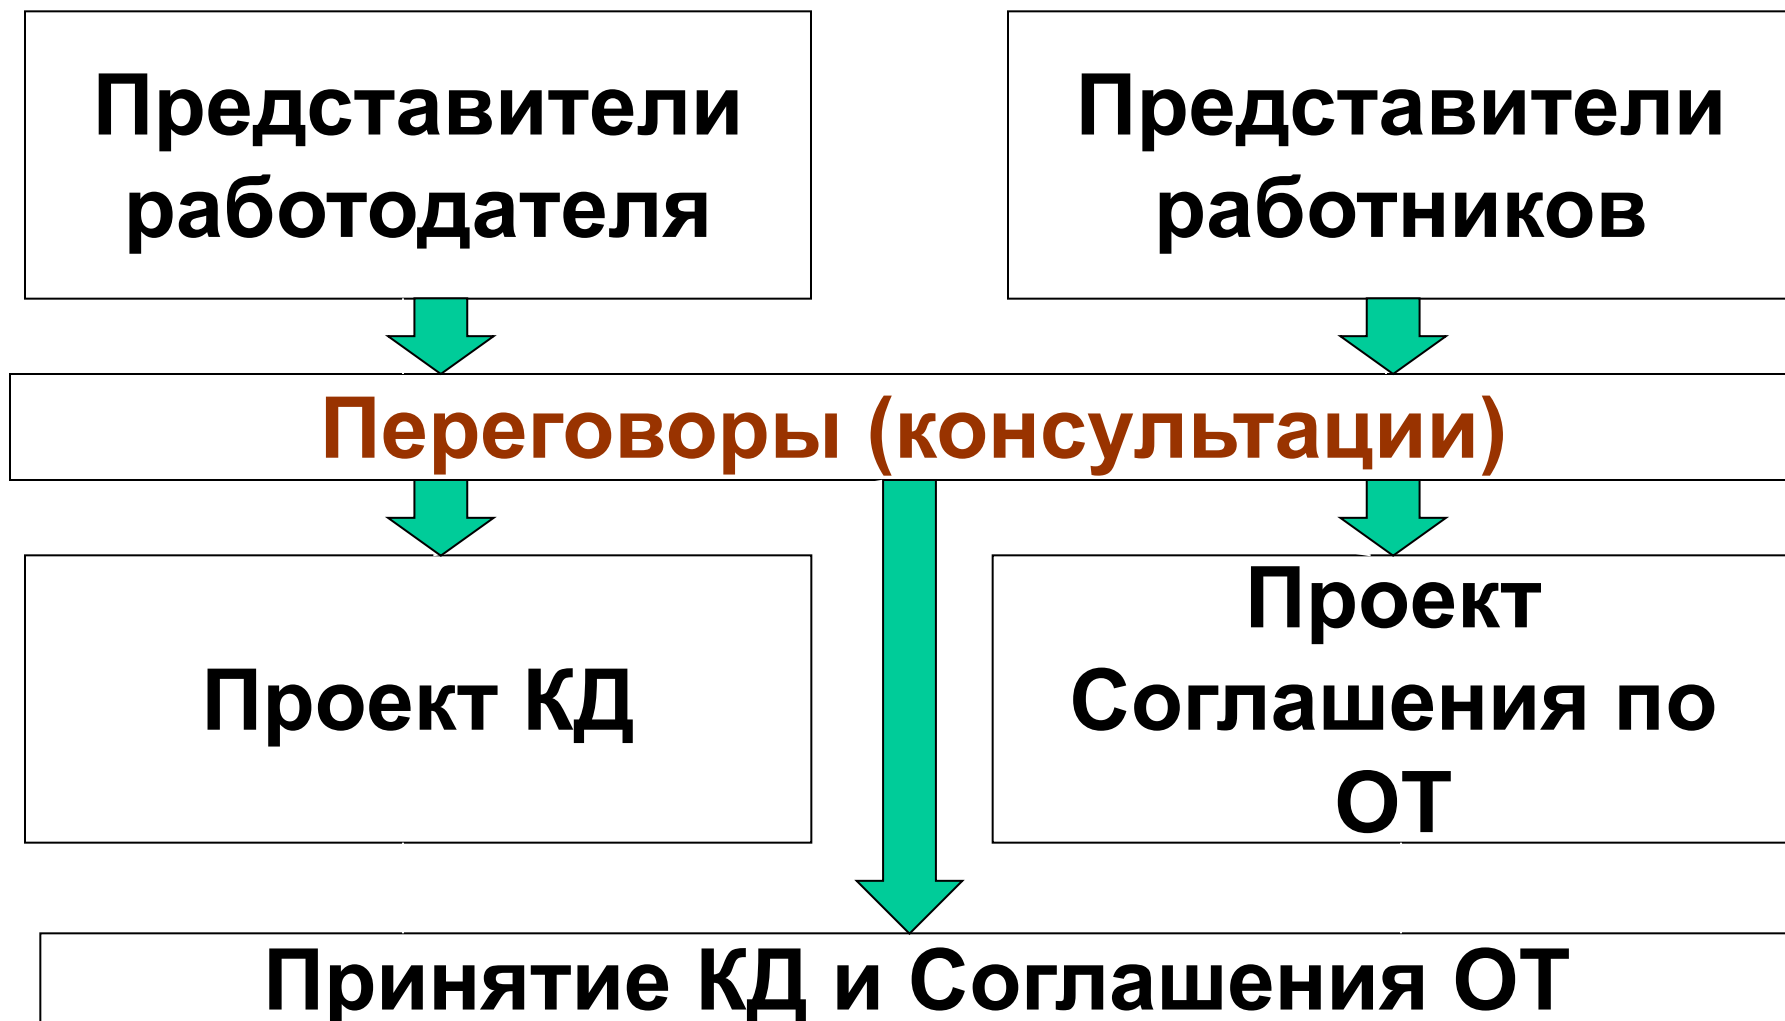 Представители
работодателя
Представители
работников
Переговоры (консультации)
Проект КД
Проект
Соглашения по
ОТ
Принятие КД и Соглашения ОТ